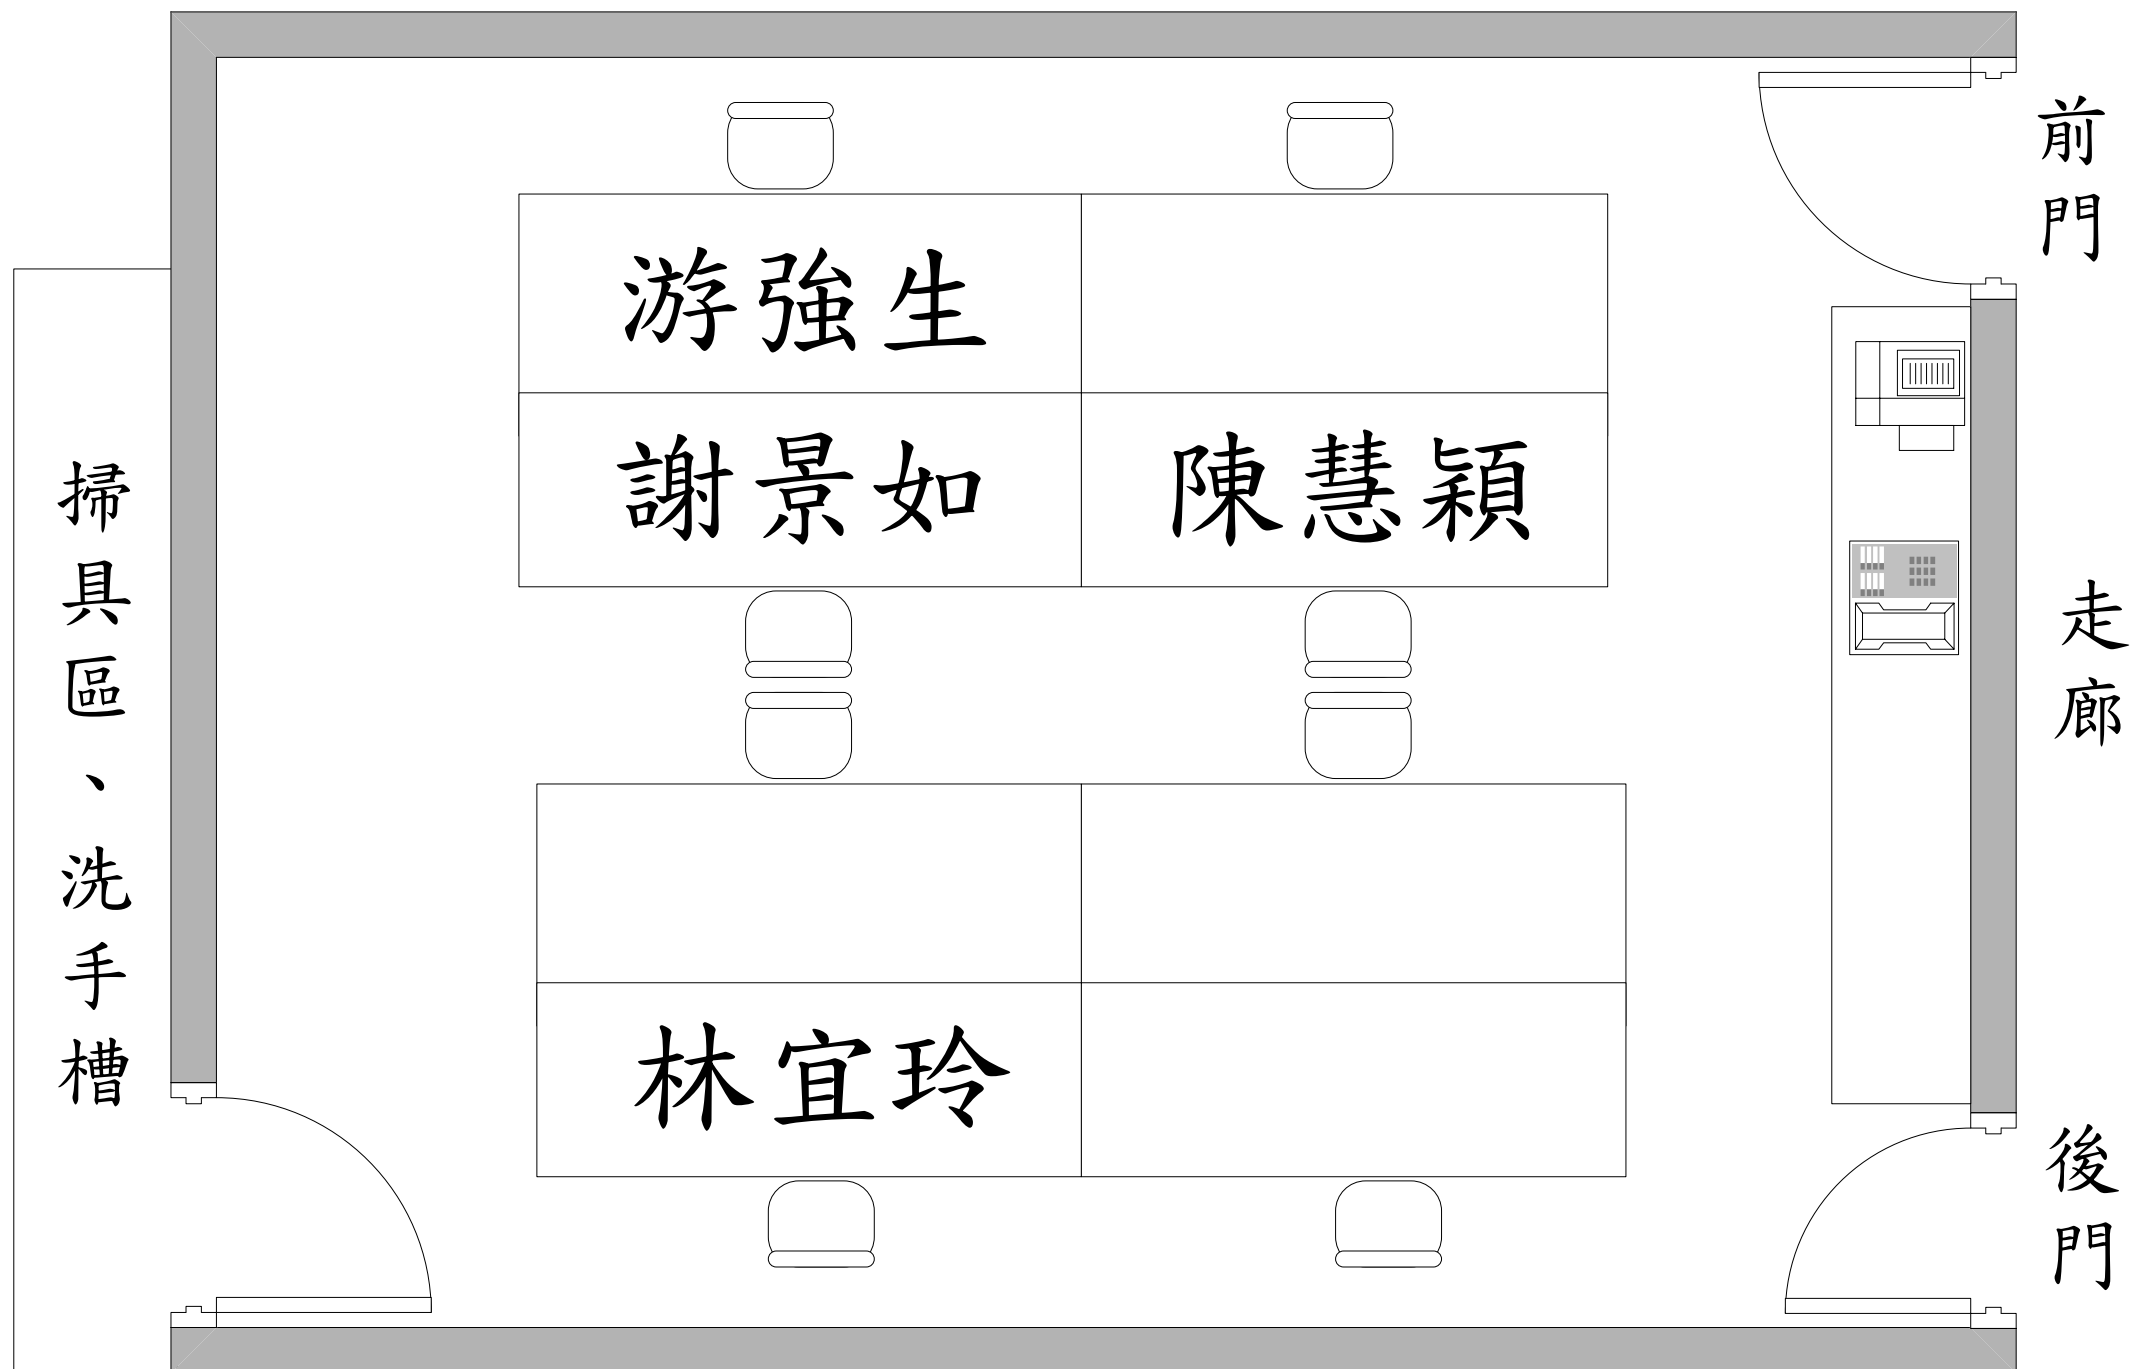 前門
游強生
謝景如
陳慧穎
掃具區、洗手槽
走廊
林宜玲
後門